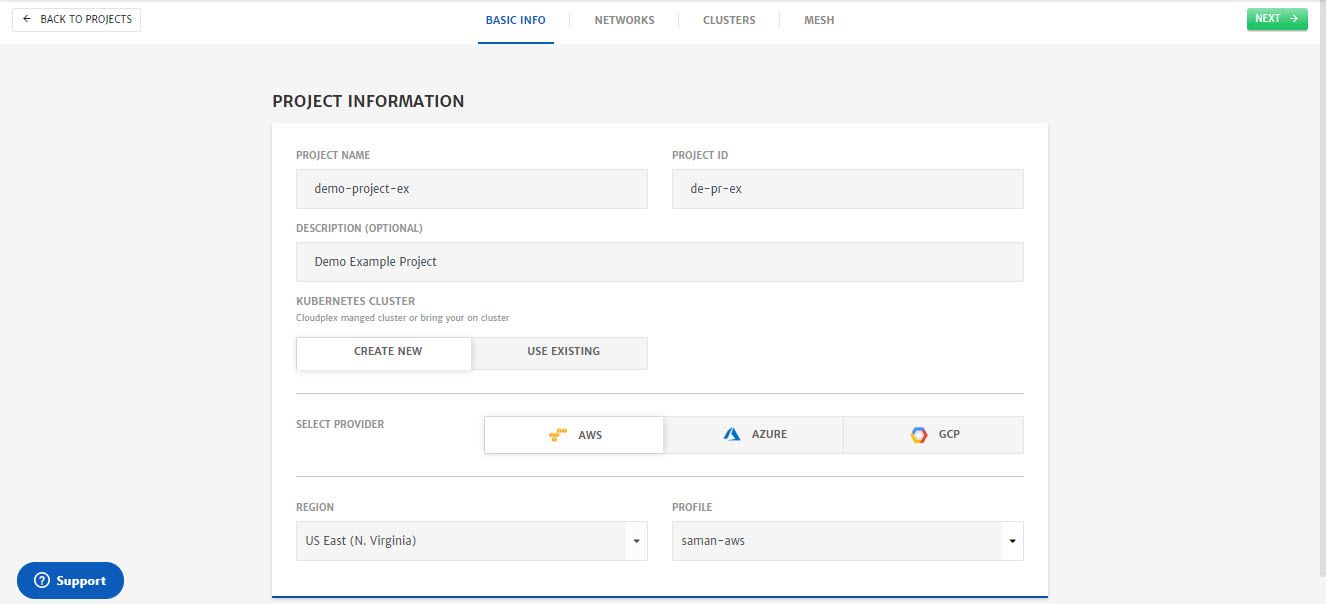 BACK TO PROJECTS
BASIC INFO
NETWORKS
CLUSTERS
MESH
NEXT
PROJECT INFORMATION
PROJECT NAME
PROJECT ID
demo-project-ex
de-pr-ex
DESCRIPTION (OPTIONAL)
Demo Example Project
KUBERNETES CLUSTER
Cloudplex manged cluster or bring your on cluster
CREATE NEW
USE EXISTING
SELECT PROVIDER
AWS
AZURE
GCP
REGION
PROFILE
US East (N. Virginia)
saman-aws
Support